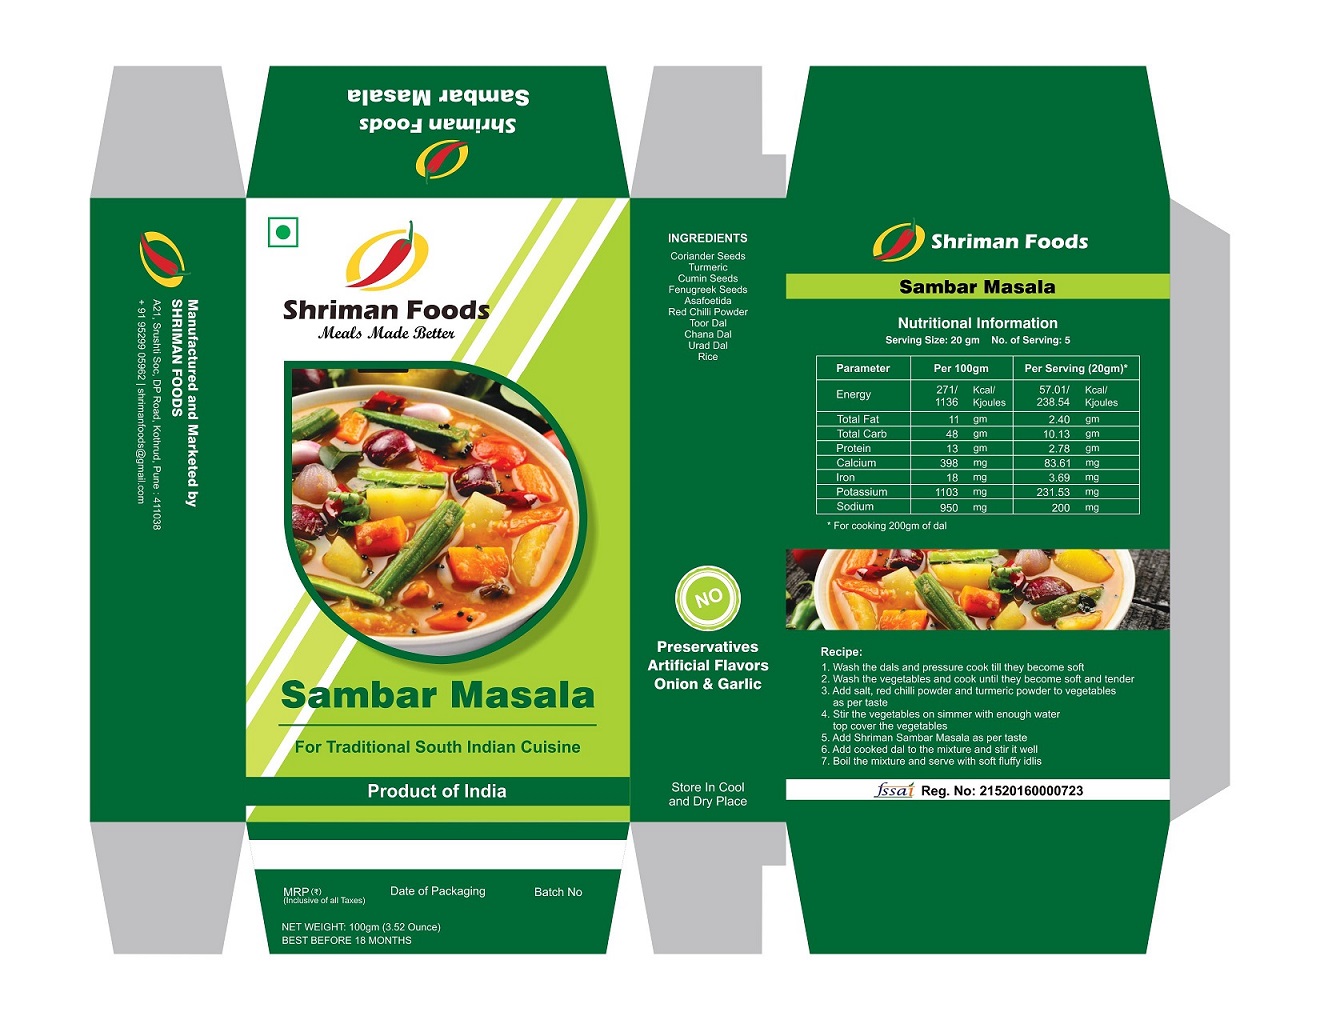 Sambar Masala
Shriman Foods
Manufactured and Marketed by
SHRIMAN FOODS
A21, Srushti Soc, DP Road, Kothrud, Pune : 411038
+ 91 95299 05962 | shrimanfoods@gmail.com
Shriman Foods
Meals Made Better
Sambar Masala
For Traditional South Indian Cuisine
Product of India
MRP (₹) Date of Packaging Batch No
(Inclusive of all Taxes)
NET WEIGHT: 100gm (3.52 Ounce)
BEST BEFORE 18 MONTHS
INGREDIENTS
Coriander Seeds
Turmeric
Cumin Seeds
Fenugreek Seeds
Asafoetida
Red Chilli Powder
Toor Dal
Chana Dal
Urad Dal
Rice
NO
Preservatives
Artificial Flavors
Onion & Garlic
Store In Cool
and Dry Place
Shriman Foods
Sambar Masala
Nutritional Information
Serving Size: 20 gm No. of Serving: 5
Parameter Per 100gm Per Serving (20gm)*
Energy 271/ Kcal/ 57.01/ Kcal/
1136 Kjoules 238.54 Kjoules
Total Fat 11 gm 2.40 gm
Total Carb 48 gm 10.13 gm
Protein 13 gm 2.78 gm
Calcium 398 mg 83.61 mg
Iron 18 mg 3.69 mg
Potassium 1103 mg 231.53 mg
Sodium 950 mg 200 mg
* For cooking 200gm of dal
Recipe:
1. Wash the dals and pressure cook till they become soft
2. Wash the vegetables and cook until they become soft and tender
3. Add salt, red chilli powder and turmeric powder to vegetables
as per taste
4. Stir the vegetables on simmer with enough water
top cover the vegetables
5. Add Shriman Sambar Masala as per taste
6. Add cooked dal to the mixture and stir it well
7. Boil the mixture and serve with soft fluffy idlis
fssai Reg. No: 21520160000723